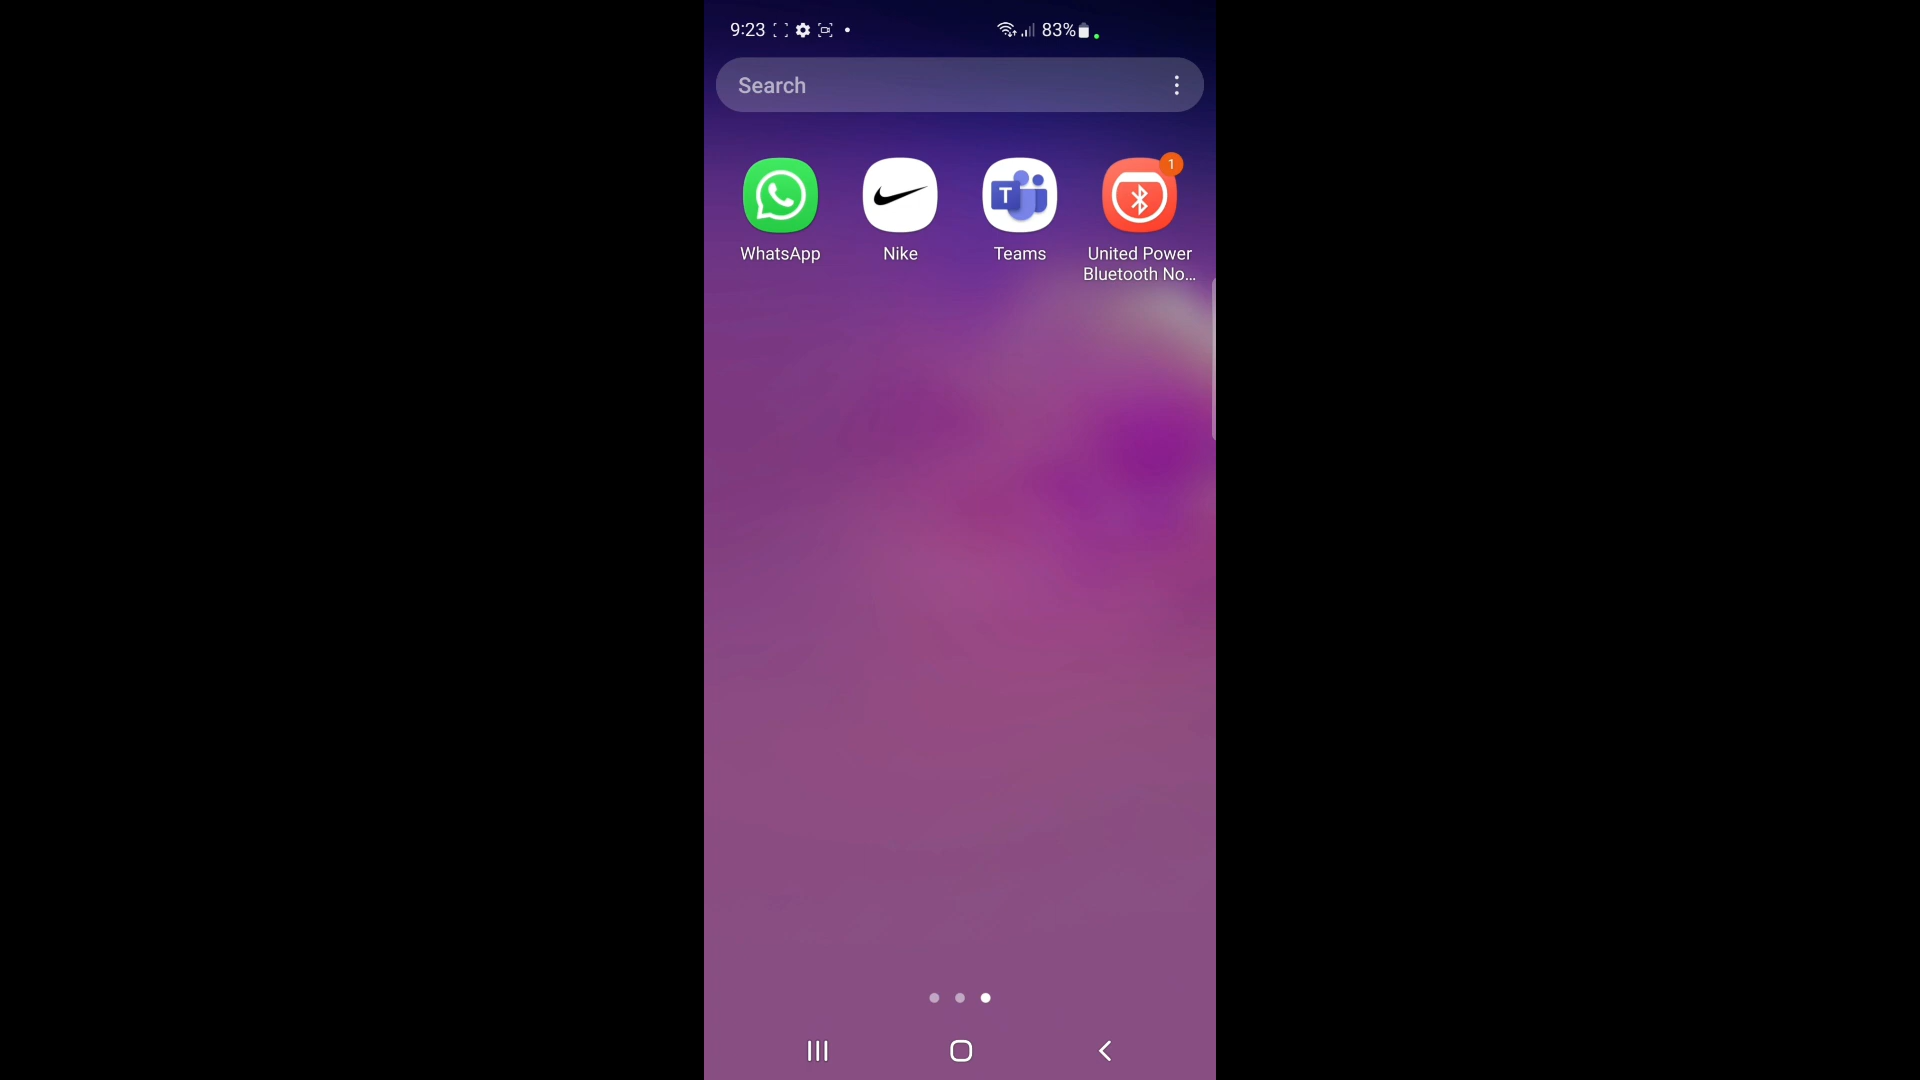 9:23
83%
Search
1
WhatsApp
Nike
T
Teams
United Power
Bluetooth No...